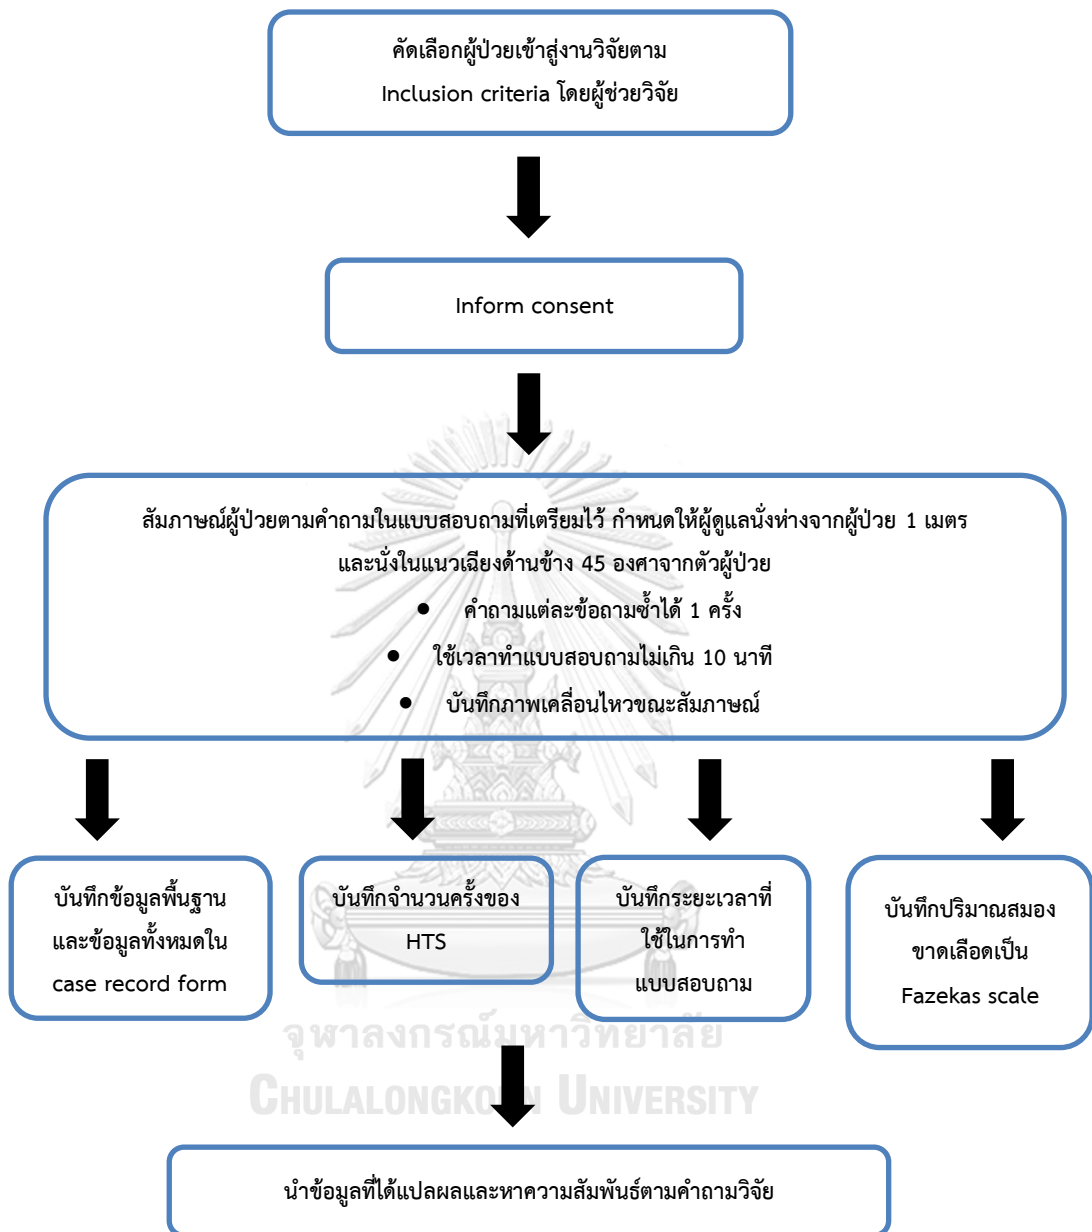 คัดเลือกผู้ป่วยเข้าสู่งานวิจัยตาม
Inclusion criteria โดยผู้ช่วยวิจัย
Inform consent
สัมภาษณ์ผู้ป่วยตามคำถามในแบบสอบถามที่เตรียมไว้ กำหนดให้ผู้ดูแลนั่งห่างจากผู้ป่วย 1 เมตร
และนั่งในแนวเฉียงด้านข้าง 45 องศาจากตัวผู้ป่วย
● คำถามแต่ละข้อถามซ้ำได้ 1 ครั้ง
● ใช้เวลาทำแบบสอบถามไม่เกิน 10 นาที
● บันทึกภาพเคลื่อนไหวขณะสัมภาษณ์
บันทึกข้อมูลพื้นฐาน
และข้อมูลทั้งหมดใน
case record form
บันทึกจำนวนครั้งของ
HTS
บันทึกระยะเวลาที่
ใช้ในการทำ
แบบสอบถาม
บันทึกปริมาณสมอง
ขาดเลือดเป็น
Fazekas scale
จุฬาลงกรณ์มหาวิทยาลัย
CHULALONGKORN UNIVERSITY
นำข้อมูลที่ได้แปลผลและหาความสัมพันธ์ตามคำถามวิจัย